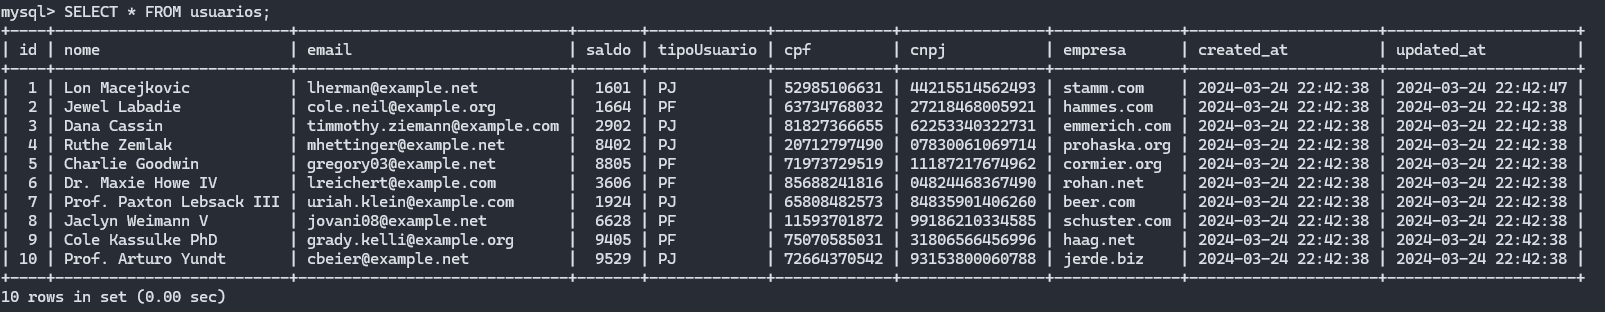 mysql> SELECT * FROM usuarios;
+----+-------------------------+------------------------------+-------+-------------+-------------+----------------+--------------+---------------------+---------------------+
| id | nome                    | email                        | saldo | tipoUsuario | cpf         | cnpj           | empresa      | created_at          | updated_at          |
+----+-------------------------+------------------------------+-------+-------------+-------------+----------------+--------------+---------------------+---------------------+
|  1 | Lon Macejkovic          | lherman@example.net          |  1601 | PJ          | 52985106631 | 44215514562493 | stamm.com    | 2024-03-24 22:42:38 | 2024-03-24 22:42:47 |
|  2 | Jewel Labadie           | cole.neil@example.org        |  1664 | PF          | 63734768032 | 27218468005921 | hammes.com   | 2024-03-24 22:42:38 | 2024-03-24 22:42:38 |
|  3 | Dana Cassin             | timmothy.ziemann@example.com |  2902 | PJ          | 81827366655 | 62253340322731 | emmerich.com | 2024-03-24 22:42:38 | 2024-03-24 22:42:38 |
|  4 | Ruthe Zemlak            | mhettinger@example.net       |  8402 | PJ          | 20712797490 | 07830061069714 | prohaska.org | 2024-03-24 22:42:38 | 2024-03-24 22:42:38 |
|  5 | Charlie Goodwin         | gregory03@example.net        |  8805 | PF          | 71973729519 | 11187217674962 | cormier.org  | 2024-03-24 22:42:38 | 2024-03-24 22:42:38 |
|  6 | Dr. Maxie Howe IV       | lreichert@example.com        |  3606 | PF          | 85688241816 | 04824468367490 | rohan.net    | 2024-03-24 22:42:38 | 2024-03-24 22:42:38 |
|  7 | Prof. Paxton Lebsack III | uriah.klein@example.com      |  1924 | PJ          | 65808482573 | 84835901406260 | beer.com     | 2024-03-24 22:42:38 | 2024-03-24 22:42:38 |
|  8 | Jaclyn Weimann V        | jovani08@example.net         |  6628 | PF          | 11593701872 | 99186210334585 | schuster.com | 2024-03-24 22:42:38 | 2024-03-24 22:42:38 |
|  9 | Cole Kassulke PhD       | grady.kelli@example.org      |  9405 | PF          | 75070585031 | 31806566456996 | haag.net     | 2024-03-24 22:42:38 | 2024-03-24 22:42:38 |
| 10 | Prof. Arturo Yundt      | cbeier@example.net           |  9529 | PJ          | 72664370542 | 93153800060788 | jerde.biz    | 2024-03-24 22:42:38 | 2024-03-24 22:42:38 |
+----+-------------------------+------------------------------+-------+-------------+-------------+----------------+--------------+---------------------+---------------------+
10 rows in set (0.00 sec)